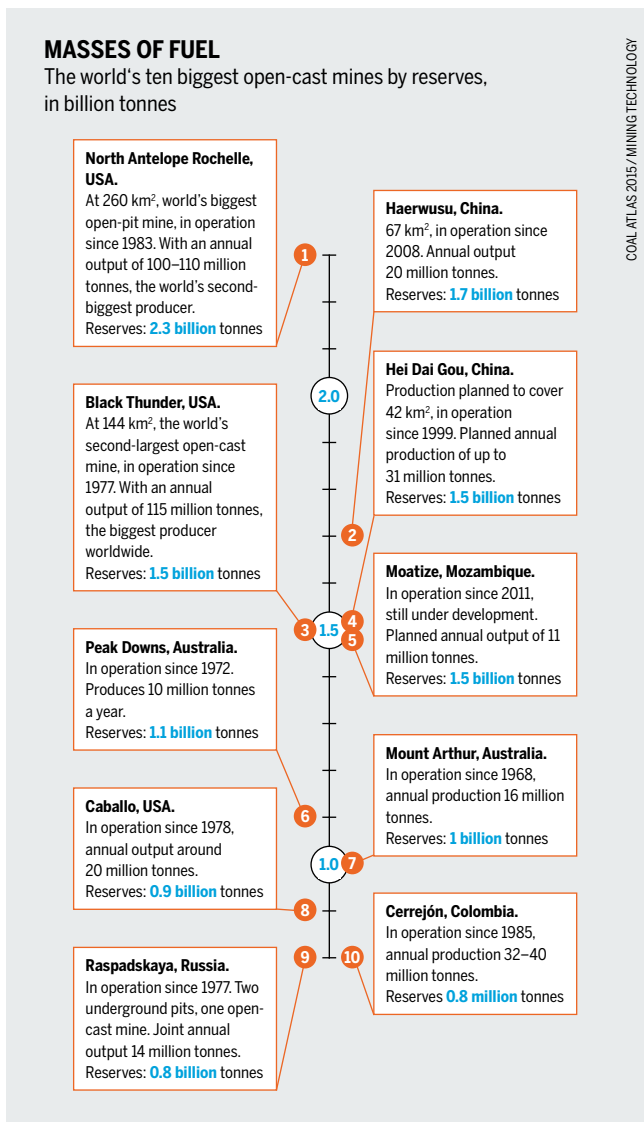 MASSES OF FUEL
The world‘s ten biggest open-cast mines by reserves,
in billion tonnes
COAL ATLAS 2015 / MINING TECHNOLOGY
North Antelope Rochelle,
USA.
At 260 km², world’s biggest
open-pit mine, in operation
since 1983. With an annual
output of 100–110 million
tonnes, the world’s second-
biggest producer.
Reserves: 2.3 billion tonnes
1
Haerwusu, China.
67 km², in operation since
2008. Annual output
20 million tonnes.
Reserves: 1.7 billion tonnes
2.0
Black Thunder, USA.
At 144 km², the world’s
second-largest open-cast
mine, in operation since
1977. With an annual
output of 115 million tonnes,
the biggest producer
worldwide.
Reserves: 1.5 billion tonnes
Hei Dai Gou, China.
Production planned to cover
42 km², in operation
since 1999. Planned annual
production of up to
31 million tonnes.
Reserves: 1.5 billion tonnes
2
3
1.5
4
5
Moatize, Mozambique.
In operation since 2011,
still under development.
Planned annual output of 11
million tonnes.
Reserves: 1.5 billion tonnes
Peak Downs, Australia.
In operation since 1972.
Produces 10 million tonnes
a year.
Reserves: 1.1 billion tonnes
6
Mount Arthur, Australia.
In operation since 1968,
annual production 16 million
tonnes.
Reserves: 1 billion tonnes
1.0
7
Caballo, USA.
In operation since 1978,
annual output around
20 million tonnes.
Reserves: 0.9 billion tonnes
8
Cerrejón, Colombia.
In operation since 1985,
annual production 32–40
million tonnes.
Reserves 0.8 million tonnes
9
10
Raspadskaya, Russia.
In operation since 1977. Two
underground pits, one open-
cast mine. Joint annual
output 14 million tonnes.
Reserves: 0.8 billion tonnes